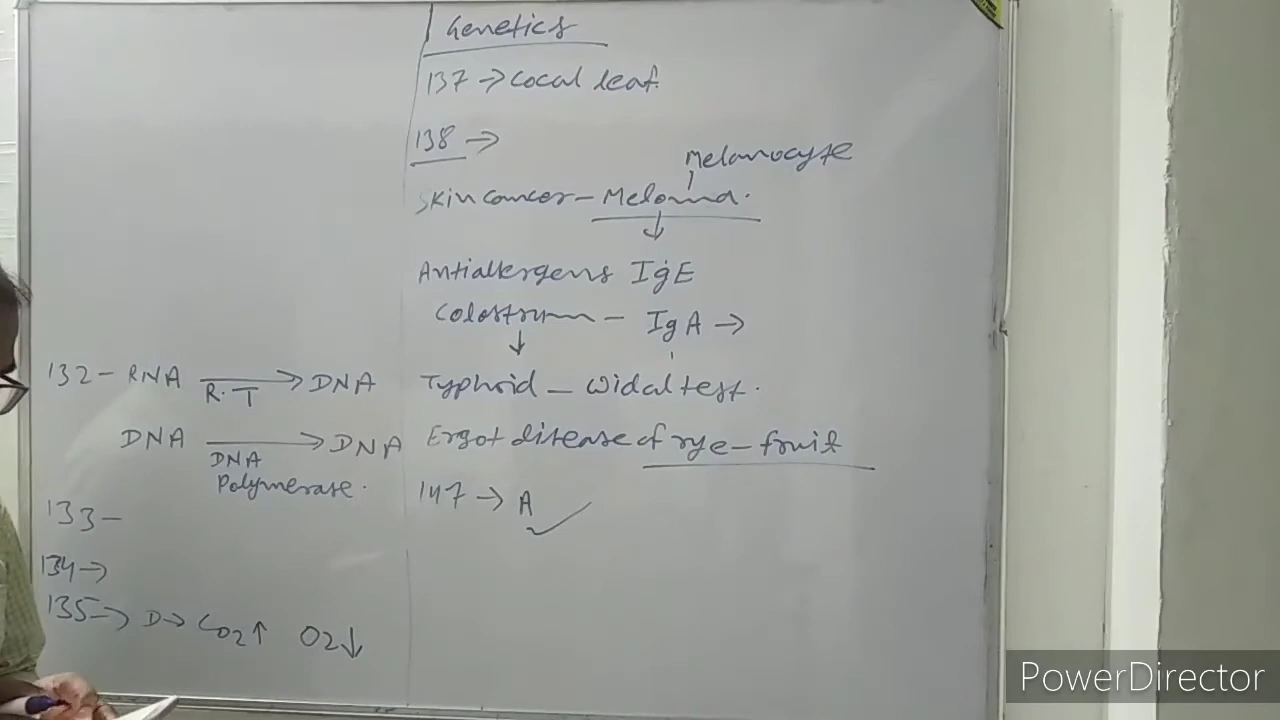 Genetics
137 → Cocal leaf.
138 →
Melanocyte
Skin cancer - Meloma.
Antiallergens IgE
Colostrum - IgA →
Typhoid - Widal test.
Ergot disease of rye - fruit
147 → A ✓
132 - RNA → DNA
R.T
DNA → DNA
DNA
Polymerase.
133 -
134 →
135 → D → CO2↑ O2↓
PowerDirector